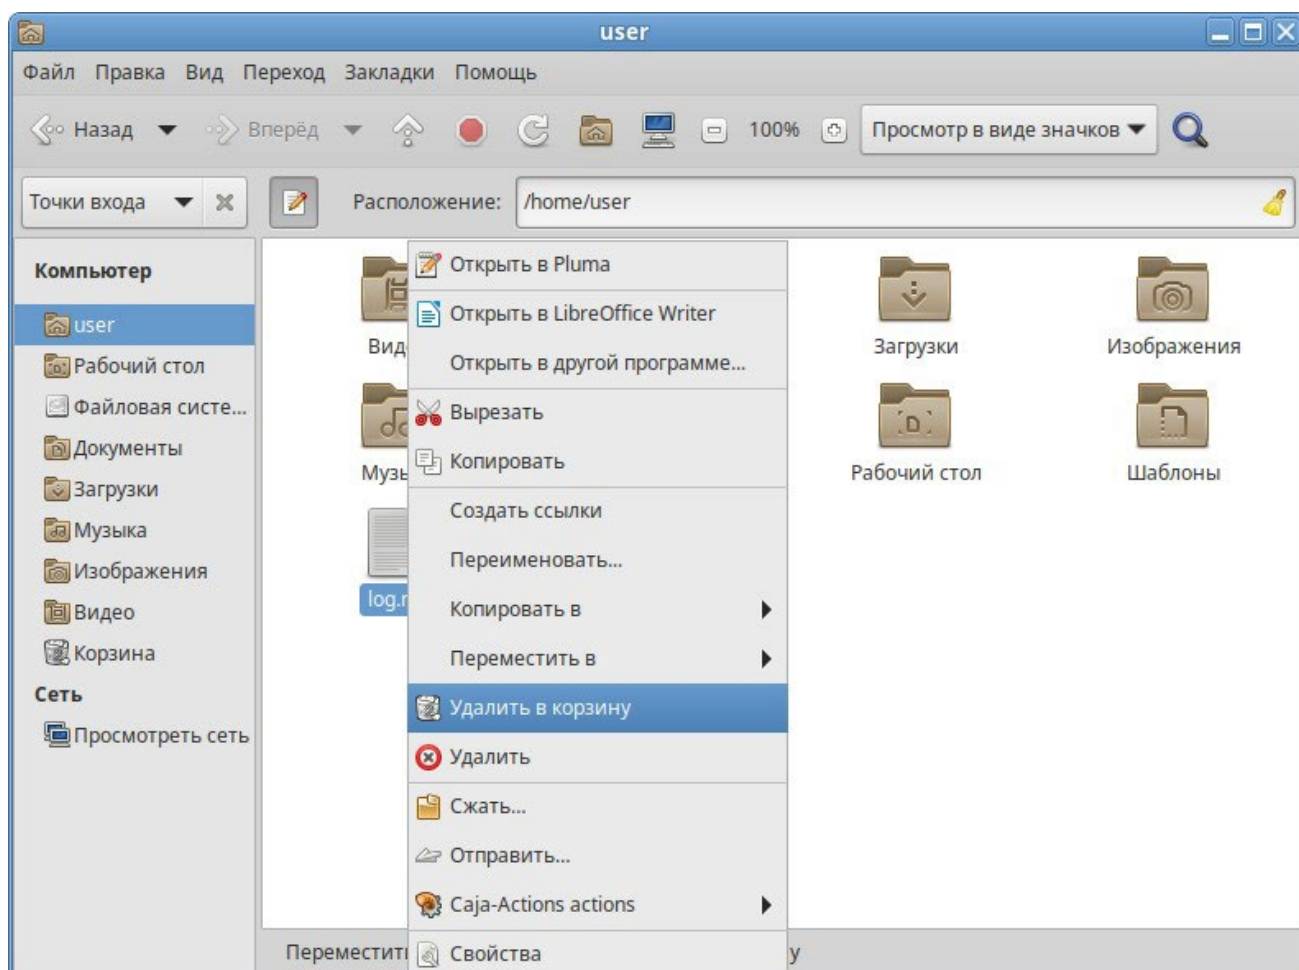 user
Файл Правка Вид Переход Закладки Помощь
Назад Вперёд 100% Просмотр в виде значков
Точки входа Расположение: /home/user
Компьютер
user
Рабочий стол
Файловая систе...
Документы
Загрузки
Музыка
Изображения
Видео
Корзина
Сеть
Просмотреть сеть
Загрузки Изображения
Рабочий стол Шаблоны
Открыть в Pluma
Открыть в LibreOffice Writer
Открыть в другой программе...
Вырезать
Копировать
Создать ссылки
Переименовать...
Копировать в
Переместить в
Удалить в корзину
Удалить
Сжать...
Отправить...
Caja-Actions actions
Свойства